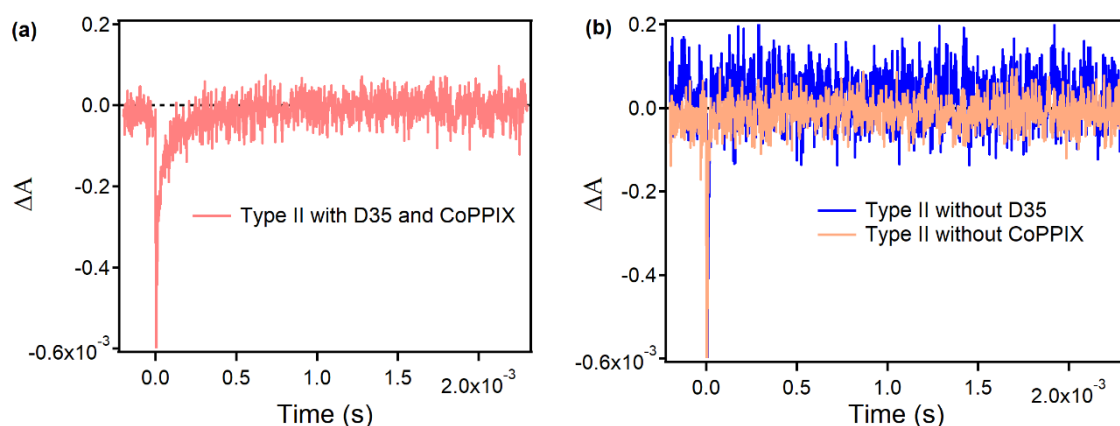 (a)
0.2
0.0
-0.2
-0.4
-0.6x10⁻³
ΔA
Type II with D35 and CoPPIX
0.0
0.5
1.0
1.5
2.0x10⁻³
Time (s)
(b)
0.2
0.0
-0.2
-0.4
-0.6x10⁻³
ΔA
Type II without D35
Type II without CoPPIX
0.0
0.5
1.0
1.5
2.0x10⁻³
Time (s)